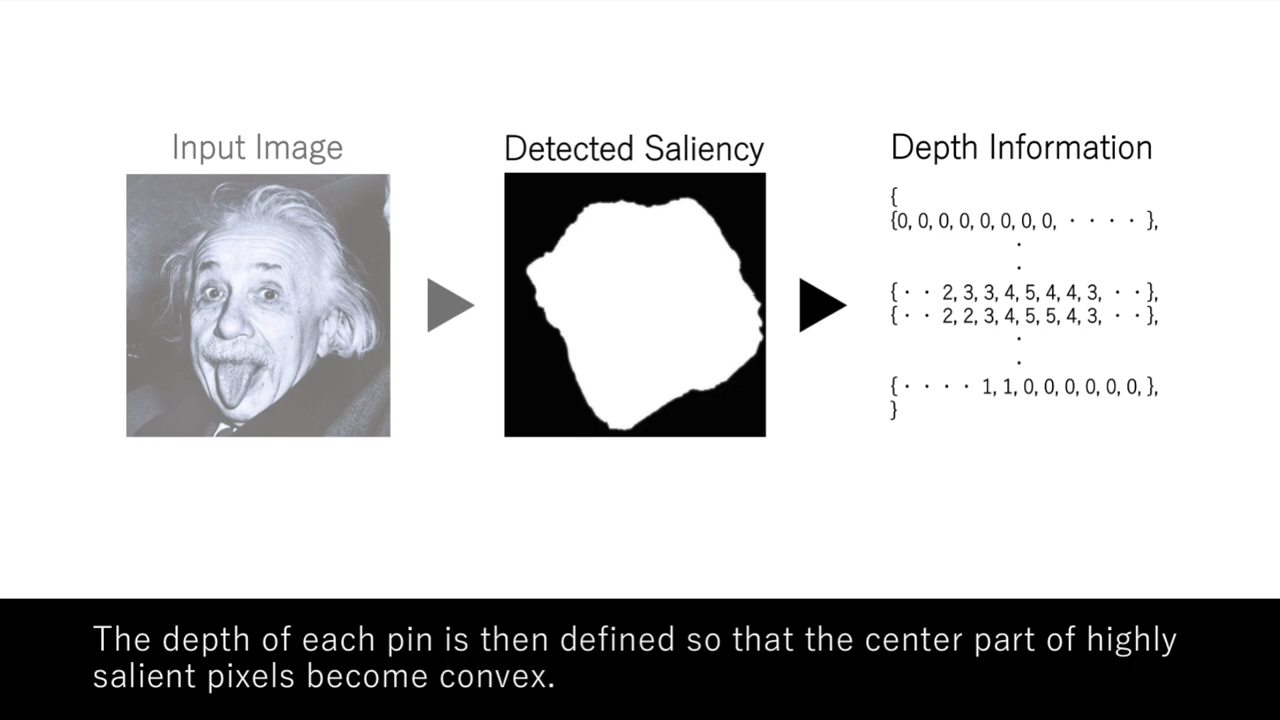 Input Image
Detected Saliency
Depth Information
{
{0, 0, 0, 0, 0, 0, 0, 0, · · · · },
·
·
{ · · 2, 3, 3, 4, 5, 4, 4, 3, · · },
{ · · 2, 2, 3, 4, 5, 5, 4, 3, · · },
·
·
{ · · · · 1, 1, 0, 0, 0, 0, 0, 0, },
}
The depth of each pin is then defined so that the center part of highly
salient pixels become convex.